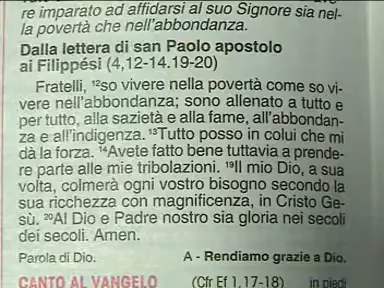 re imparato ad affidarsi al suo Signore sia nel-
la povertà che nell'abbondanza.
Dalla lettera di san Paolo apostolo
ai Filippési (4,12-14.19-20)
Fratelli, ¹²so vivere nella povertà come so vi-
vere nell'abbondanza; sono allenato a tutto e
per tutto, alla sazietà e alla fame, all'abbondan-
za e all'indigenza. ¹³Tutto posso in colui che mi
dà la forza. ¹⁴Avete fatto bene tuttavia a prende-
re parte alle mie tribolazioni. ¹⁹Il mio Dio, a sua
volta, colmerà ogni vostro bisogno secondo la
sua ricchezza con magnificenza, in Cristo Ge-
sù. ²⁰Al Dio e Padre nostro sia gloria nei secoli
dei secoli. Amen.
Parola di Dio. A - Rendiamo grazie a Dio.
CANTO AL VANGELO (Cfr Ef 1,17-18) in piedi